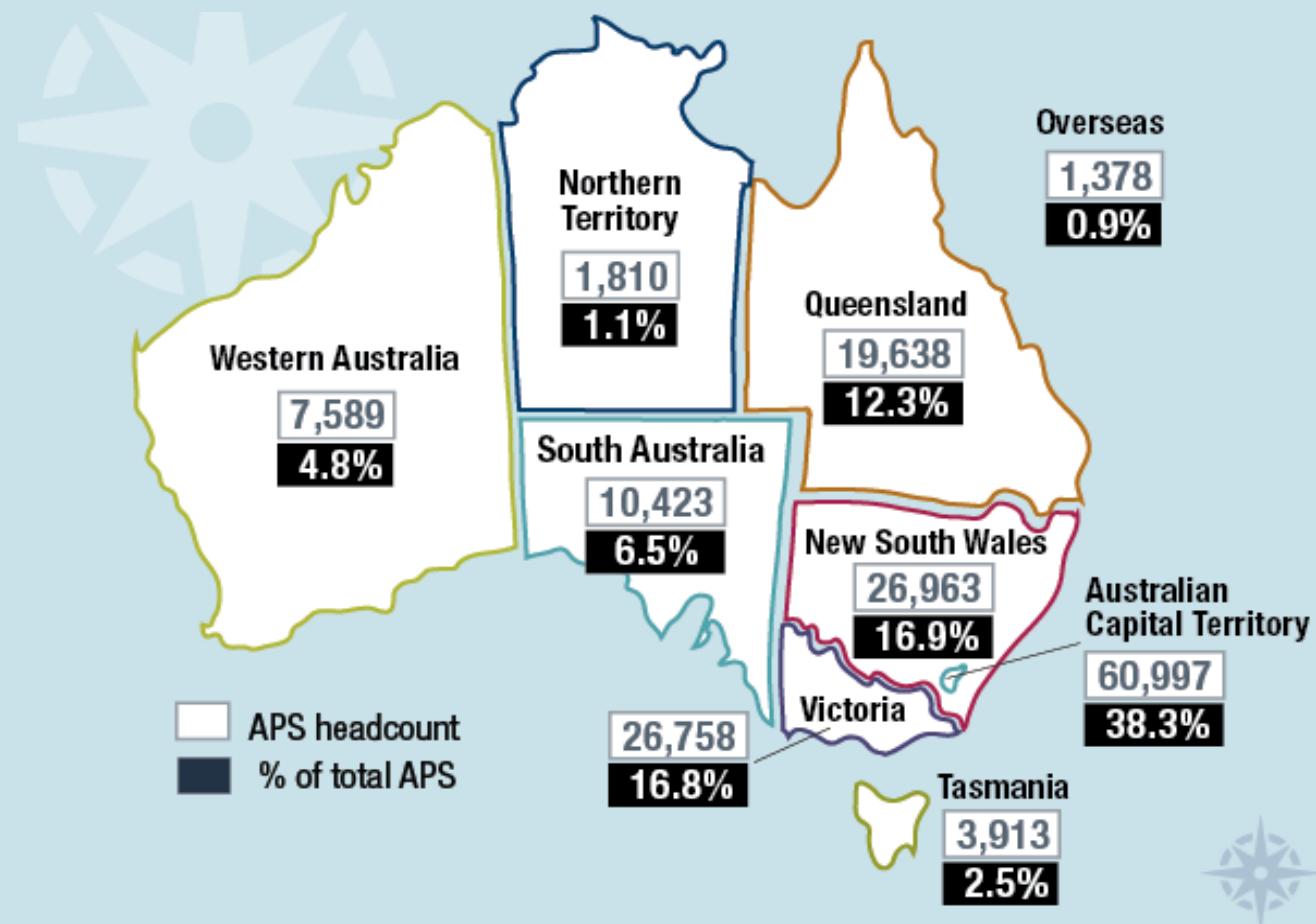 Overseas
1,378
0.9%
Northern
Territory
1,810
1.1%
Queensland
19,638
12.3%
Western Australia
7,589
4.8%
South Australia
10,423
6.5%
New South Wales
26,963
16.9%
Australian
Capital Territory
60,997
38.3%
Victoria
26,758
16.8%
Tasmania
3,913
2.5%
APS headcount
% of total APS